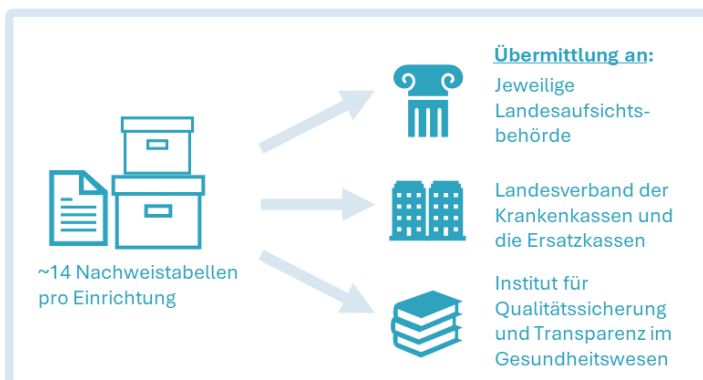 Übermittlung an:
Jeweilige
Landesaufsichts-
behörde
Landesverband der
Krankenkassen und
die Ersatzkassen
~14 Nachweistabellen
pro Einrichtung
Institut für
Qualitätssicherung
und Transparenz im
Gesundheitswesen